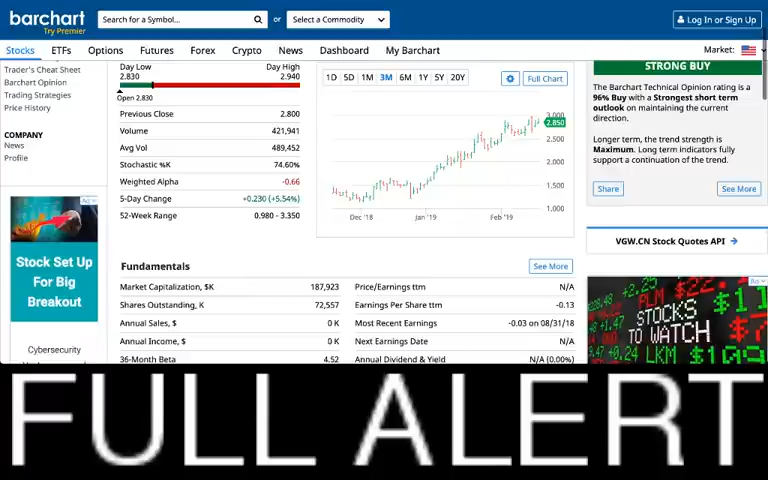 barchart
Try Premier
Search for a Symbol...
or
Select a Commodity
Log In or Sign Up
Stocks ETFs Options Futures Forex Crypto News Dashboard My Barchart
Market:
Trader's Cheat Sheet
Barchart Opinion
Trading Strategies
Price History
COMPANY
News
Profile
Day Low Day High
2.830 2.940
Open 2.830
Previous Close 2.800
Volume 421,941
Avg Vol 489,452
Stochastic %K 74.60%
Weighted Alpha -0.66
5-Day Change +0.230 (+5.54%)
52-Week Range 0.980 - 3.350
1D 5D 1M 3M 6M 1Y 5Y 20Y
Full Chart
3.000
2.850
2.500
2.000
1.500
1,000
Dec '18 Jan '19 Feb '19
STRONG BUY
The Barchart Technical Opinion rating is a
96% Buy with a Strongest short term
outlook on maintaining the current
direction.
Longer term, the trend strength is
Maximum. Long term indicators fully
support a continuation of the trend.
Share See More
VGW.CN Stock Quotes API
Ad
Stock Set Up
For Big
Breakout
Cybersecurity
Fundamentals
See More
Market Capitalization, $K 187,923
Shares Outstanding, K 72,557
Annual Sales, $ 0 K
Annual Income, $ 0 K
36-Month Beta 4.52
Price/Earnings ttm N/A
Earnings Per Share ttm -0.13
Most Recent Earnings -0.03 on 08/31/18
Next Earnings Date N/A
Annual Dividend & Yield N/A (0.00%)
Ad
STOCKS
TO WATCH
FULL ALERT